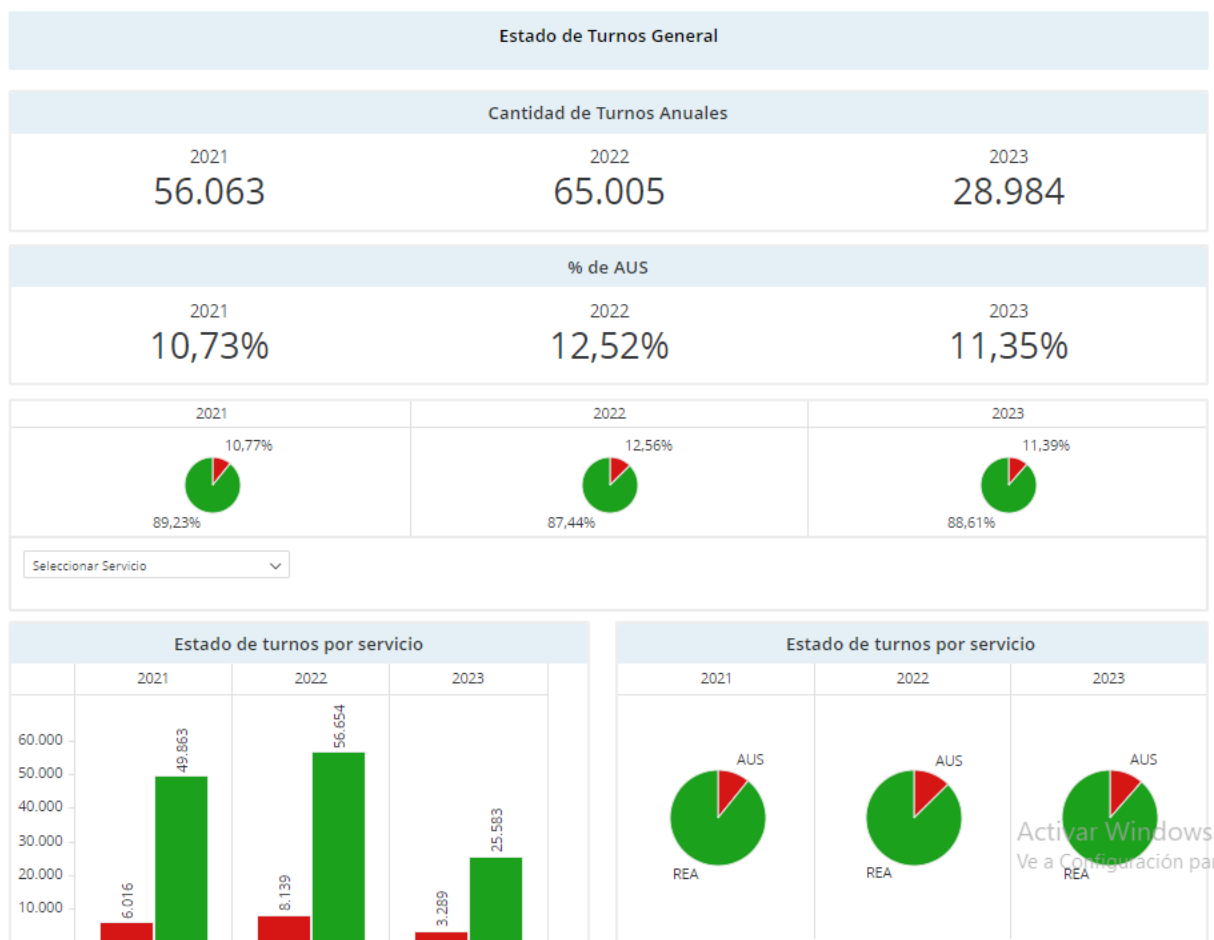 Estado de Turnos General
Cantidad de Turnos Anuales
2021 2022 2023
56.063 65.005 28.984
% de AUS
2021 2022 2023
10,73% 12,52% 11,35%
2021 2022 2023
10,77% 12,56% 11,39%
89,23% 87,44% 88,61%
Seleccionar Servicio
Estado de turnos por servicio
2021 2022 2023
60.000
50.000
40.000
30.000
20.000
10.000
6.016
49.863
8.139
56.654
3.289
25.583
Estado de turnos por servicio
2021 2022 2023
AUS AUS AUS
REA REA REA
Activar Windows
Ve a Configuración par